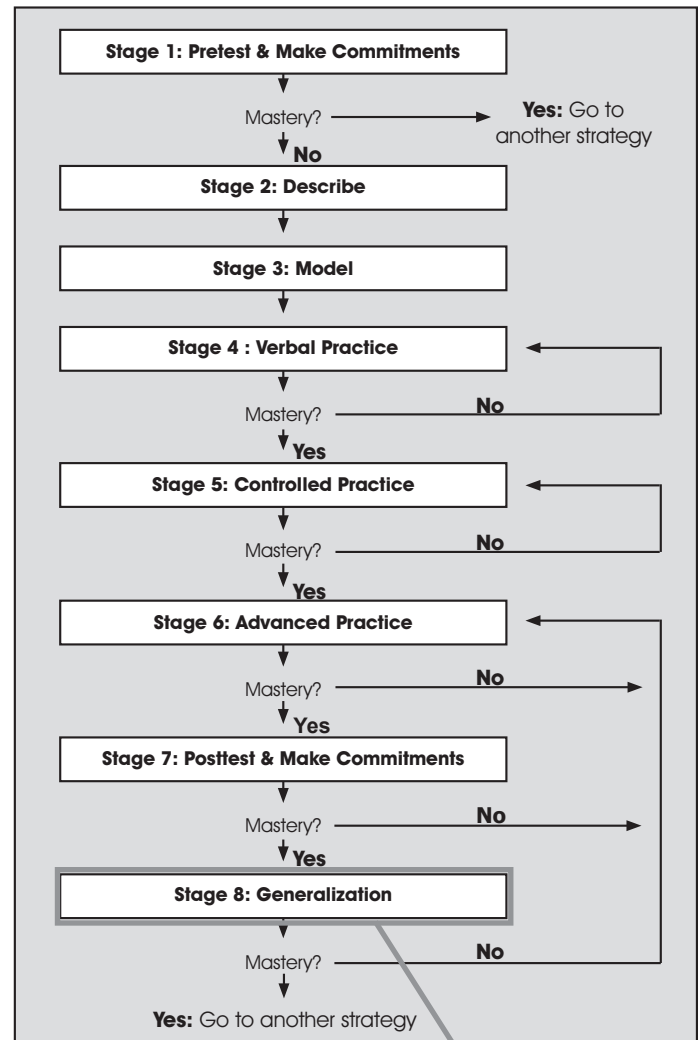 Stage 1: Pretest & Make Commitments
Mastery?
Yes: Go to
another strategy
No
Stage 2: Describe
Stage 3: Model
Stage 4 : Verbal Practice
Mastery?
No
Yes
Stage 5: Controlled Practice
Mastery?
No
Yes
Stage 6: Advanced Practice
Mastery?
No
Yes
Stage 7: Posttest & Make Commitments
Mastery?
No
Yes
Stage 8: Generalization
Mastery?
No
Yes: Go to another strategy